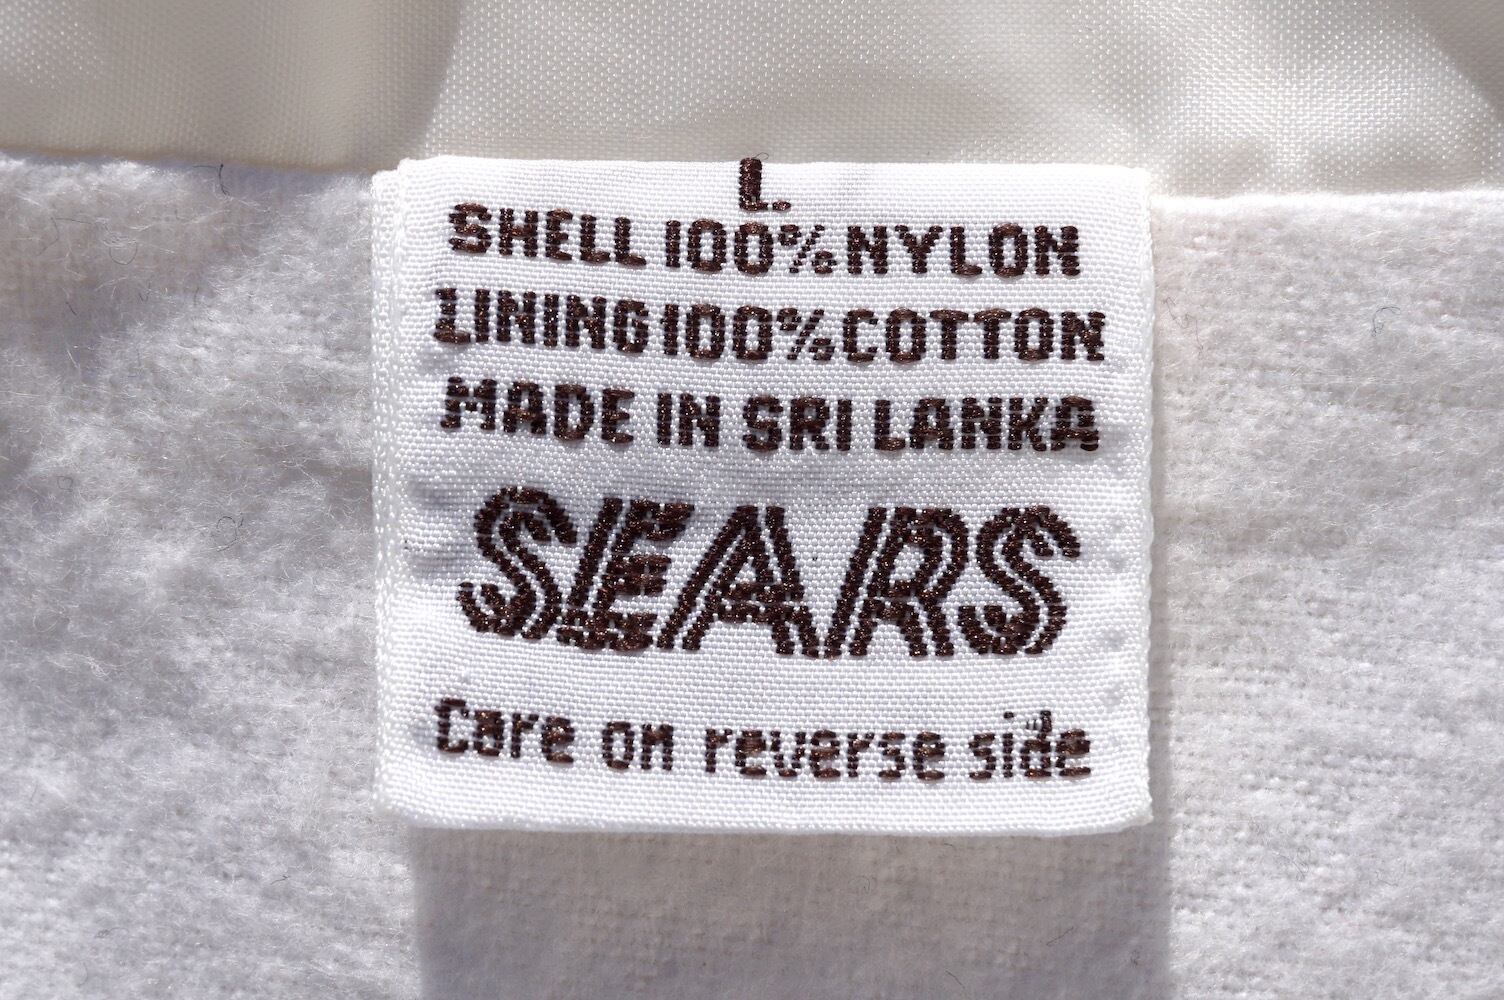 L.
SHELL 100% NYLON
LINING 100% COTTON
MADE IN SRI LANKA
SEARS
Care on reverse side